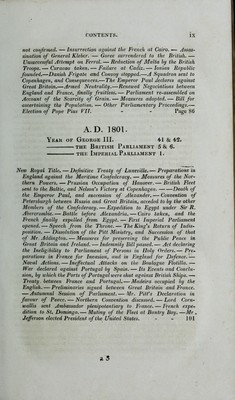 CONTENTS. ix
not confirmed. — Insurrection against the French at Cairo. — Assas-
sination of General Kleber. — Genoa surrendered to the British. —
Unsuccessful Attempt on Ferrol. — Reduction of Malta by the British
Troops. — Curacoa taken. — Failure at Cadiz. — Ionian Republic
founded.—Danish Frigate and Convoy stopped.—A Squadron sent to
Copenhagen, and Consequences.—The Emperor Paul declares against
Great Britain.—Armed Neutrality.—Renewed Negociations between
England and France, finally fruitless. — Parliament re-assembled on
Account of the Scarcity of Grain. — Measures adopted. — Bill for
ascertaining the Population. — Other Parliamentary Proceedings. —
Election of Pope Pius VII. Page 86
A. D. 1801.
YEAR OF GEORGE III. 41 & 42.
THE BRITISH PARLIAMENT 5 & 6.
THE IMPERIAL PARLIAMENT 1.
New Royal Title. — Definitive Treaty of Luneville. — Preparations in
England against the Maritime Confederacy. — Measures of the Nor-
thern Powers. — Prussian Occupation of Hanover. — British Fleet
sent to the Baltic, and Nelson's Victory of Copenhagen. — Death of
the Emperor Paul, and succession of Alexander. — Convention of
Petersburgh between Russia and Great Britain, acceded to by the other
Members of the Confederacy. — Expedition to Egypt under Sir R.
Abercrombie. — Battle before Alexandria. — Cairo taken, and the
French finally expelled from Egypt. — First Imperial Parliament
opened. — Speech from the Throne. — The King's Return of Indis-
position. — Dissolution of the Pitt Ministry, and Succession of that
of Mr. Addington. — Measures for preserving the Public Peace in
Great Britain and Ireland. — Indemnity Bill passed. — Act declaring
the Ineligibility to Parliament of Persons in Holy Orders. — Pre-
parations in France for Invasion, and in England for Defence. —
Naval Actions. — Ineffectual Attacks on the Boulogne Flotilla. —
War declared against Portugal by Spain. — Its Events and Conclu-
sion, by which the Ports of Portugal were shut against British Ships. —
Treaty between France and Portugal. — Madeira occupied by the
English. — Preliminaries signed between Great Britain and France.
— Autumnal Session of Parliament. — Mr. Pitt's Declaration in
favour of Peace. — Northern Convention discussed. — Lord Corn-
wallis sent Ambassador plenipotentiary to France. — French expe-
dition to St. Domingo. — Mutiny of the Fleet at Bantry Bay. — Mr.
Jefferson elected President of the United States. - - 101
a 5